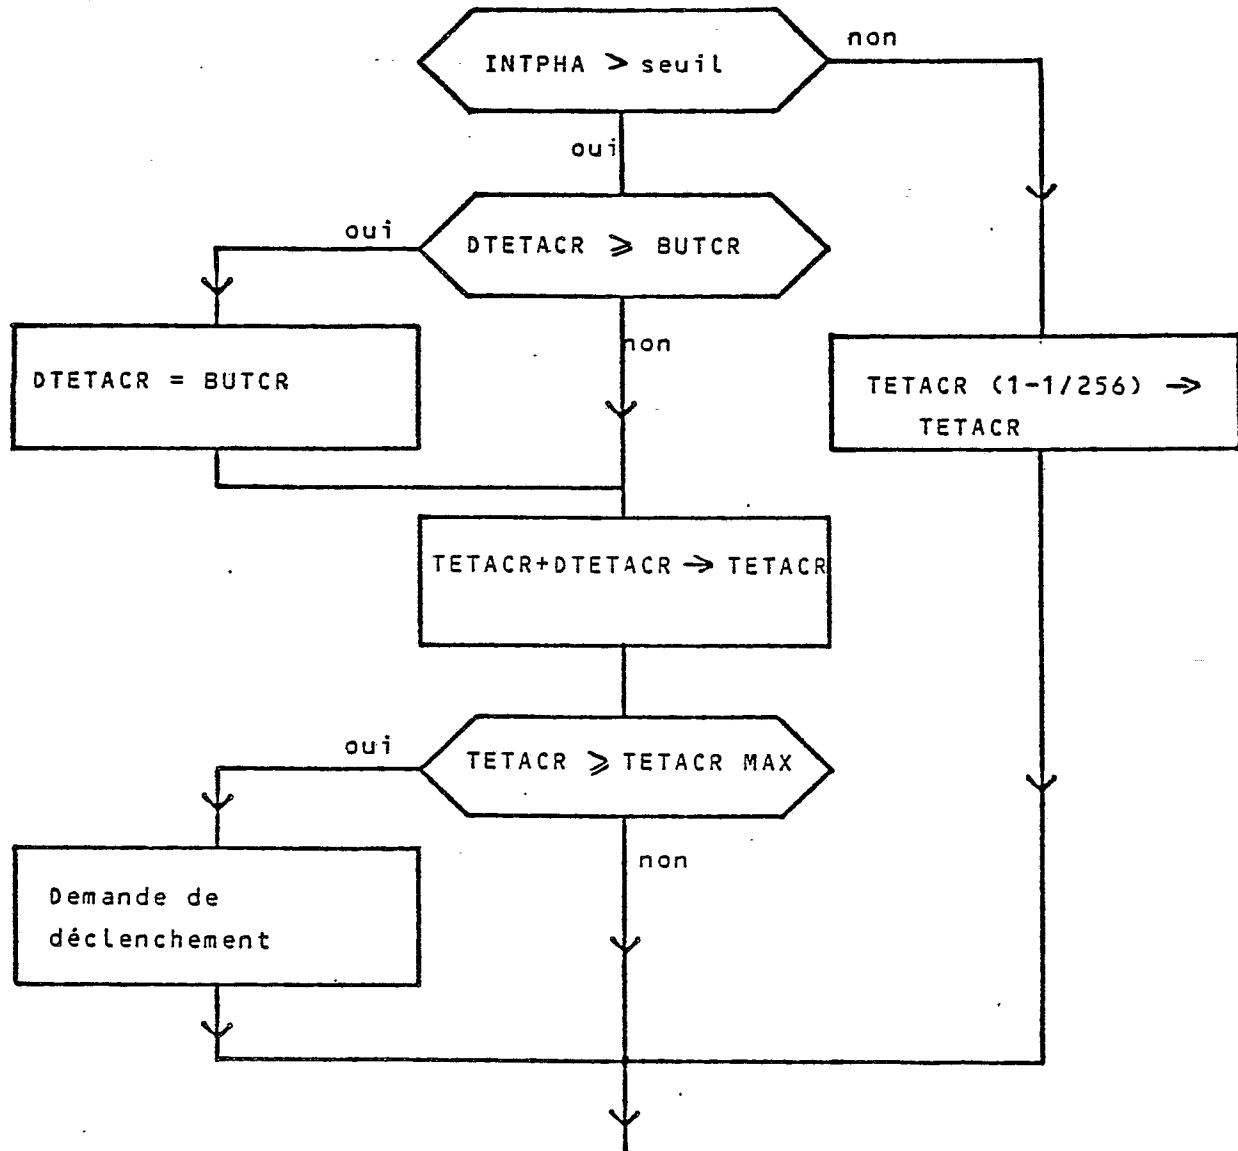 INTPHA > seuil
non
oui
DTETACR ⩾ BUTCR
oui
non
DTETACR = BUTCR
TETACR (1-1/256) →
TETACR
TETACR+DTETACR → TETACR
TETACR ⩾ TETACR MAX
oui
non
Demande de
déclenchement